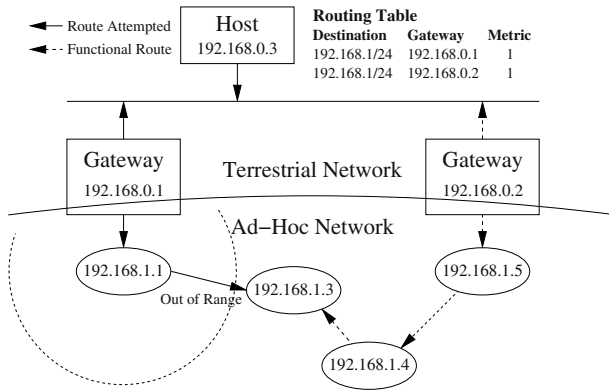 Route Attempted
Functional Route
Host
192.168.0.3
Routing Table
Destination Gateway Metric
192.168.1/24 192.168.0.1 1
192.168.1/24 192.168.0.2 1
Gateway
192.168.0.1
Terrestrial Network
Gateway
192.168.0.2
Ad−Hoc Network
192.168.1.1
Out of Range
192.168.1.3
192.168.1.5
192.168.1.4